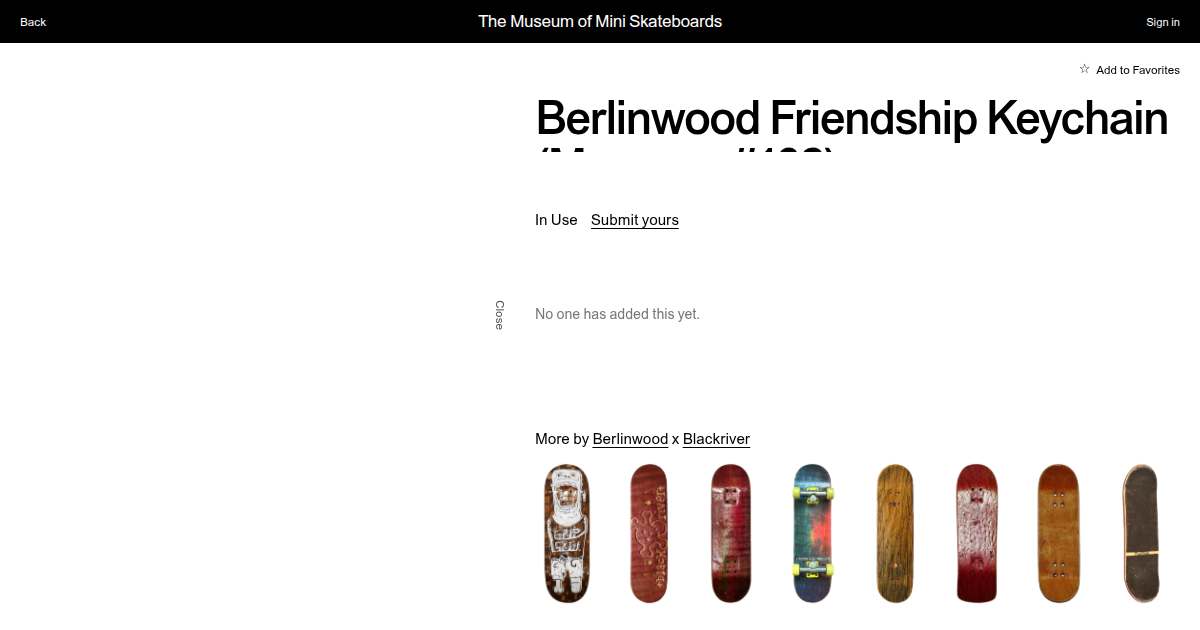 Back
The Museum of Mini Skateboards
Sign in
☆ Add to Favorites
Berlinwood Friendship Keychain
In Use Submit yours
Close
No one has added this yet.
More by Berlinwood x Blackriver